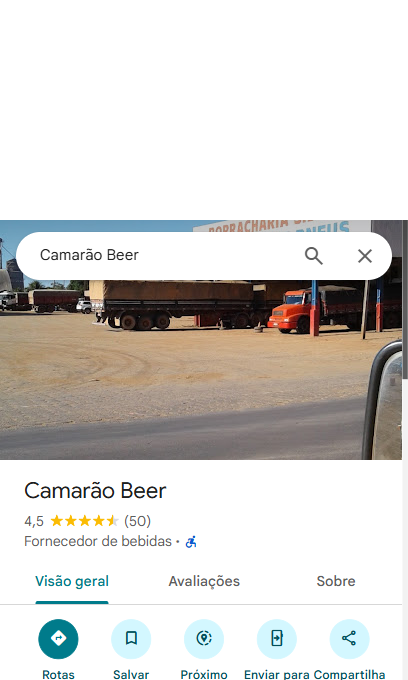 BORRACHARIA
PNEUS
Camarão Beer
Camarão Beer
4,5 (50)
Fornecedor de bebidas ·
Visão geral Avaliações Sobre
Rotas Salvar Próximo Enviar para Compartilha